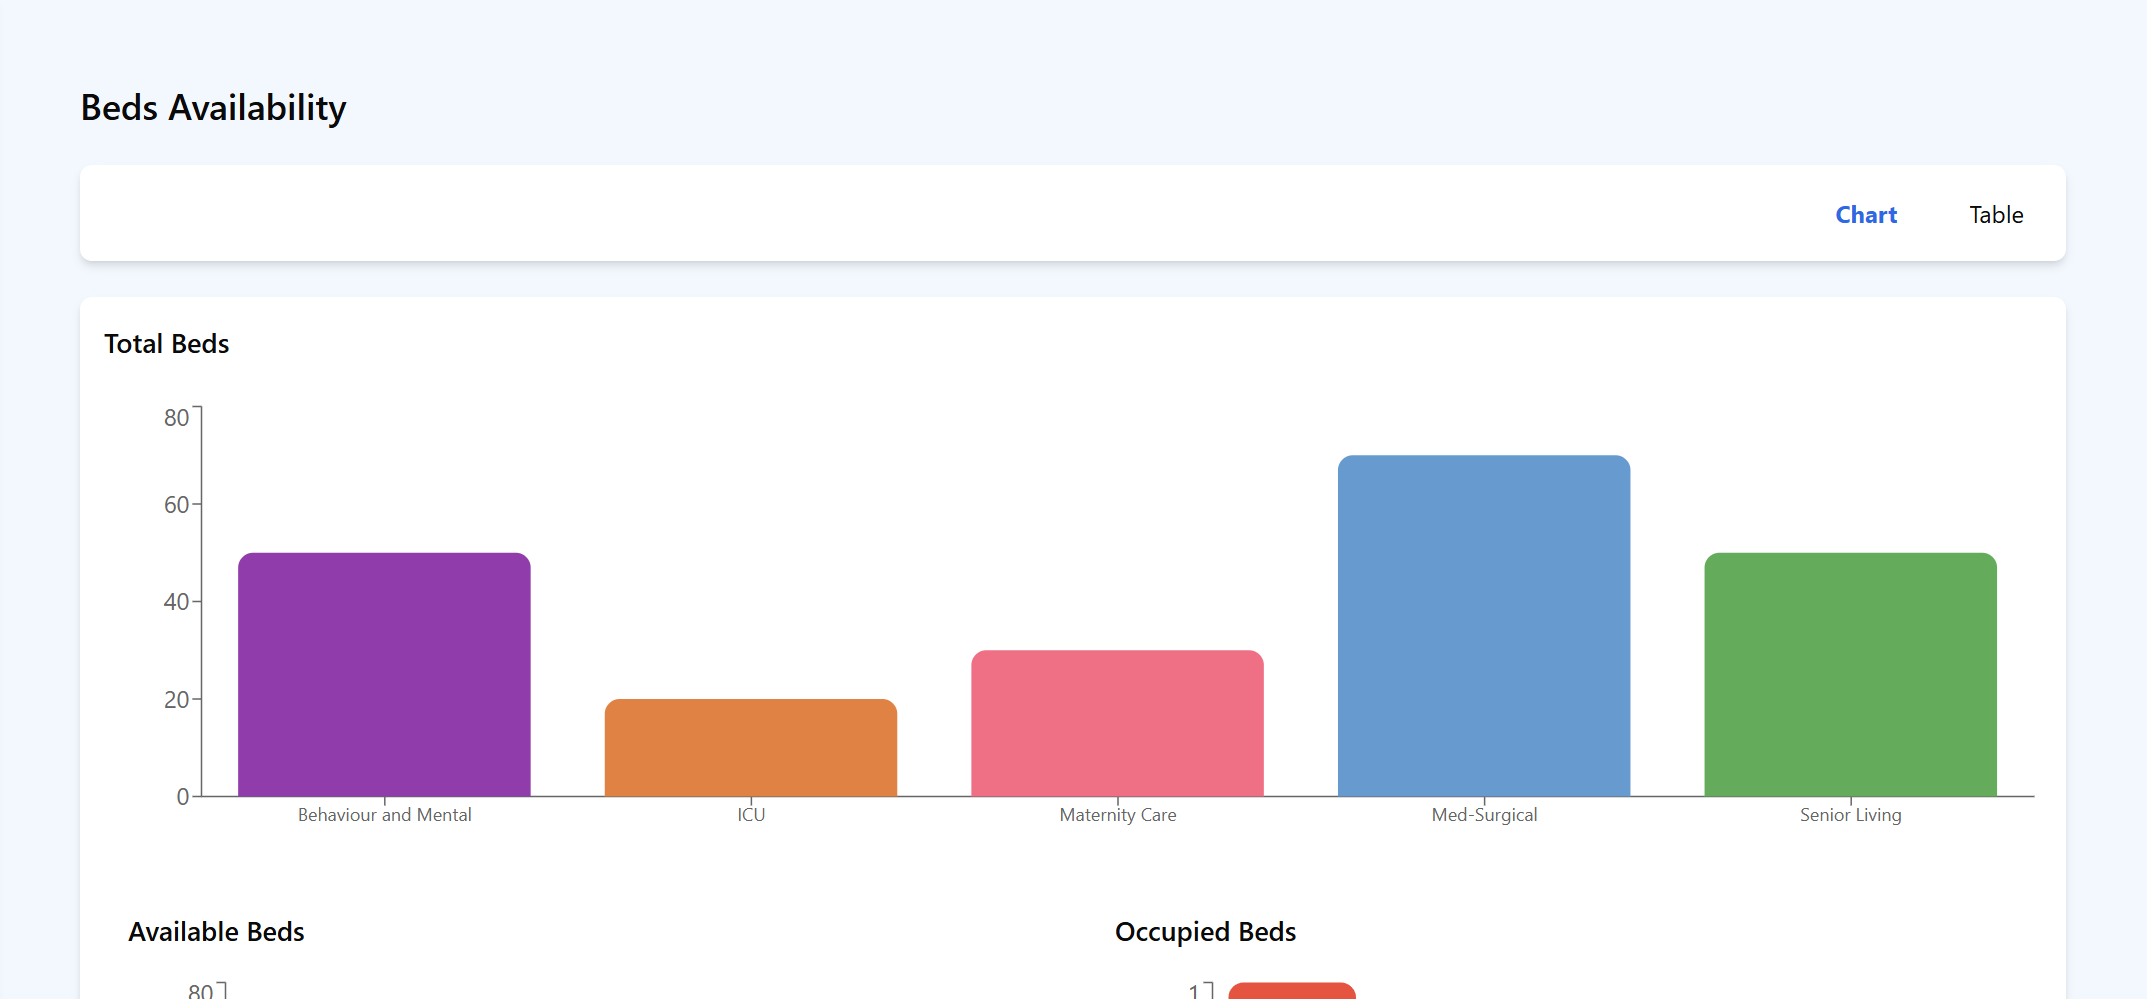 Beds Availability
Chart Table
Total Beds
80
60
40
20
0
Behaviour and Mental ICU Maternity Care Med-Surgical Senior Living
Available Beds Occupied Beds
80 1